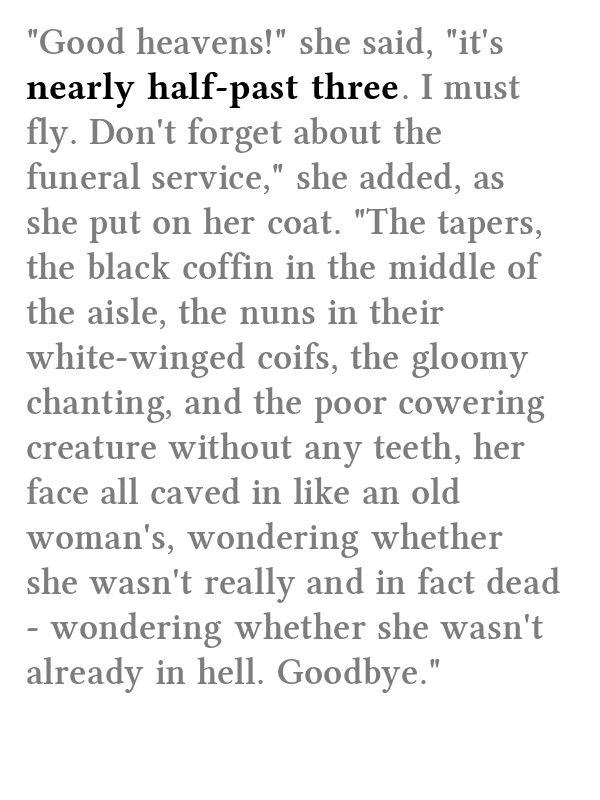 "Good heavens!" she said, "it's
nearly half-past three. I must
fly. Don't forget about the
funeral service," she added, as
she put on her coat. "The tapers,
the black coffin in the middle of
the aisle, the nuns in their
white-winged coifs, the gloomy
chanting, and the poor cowering
creature without any teeth, her
face all caved in like an old
woman's, wondering whether
she wasn't really and in fact dead
- wondering whether she wasn't
already in hell. Goodbye."